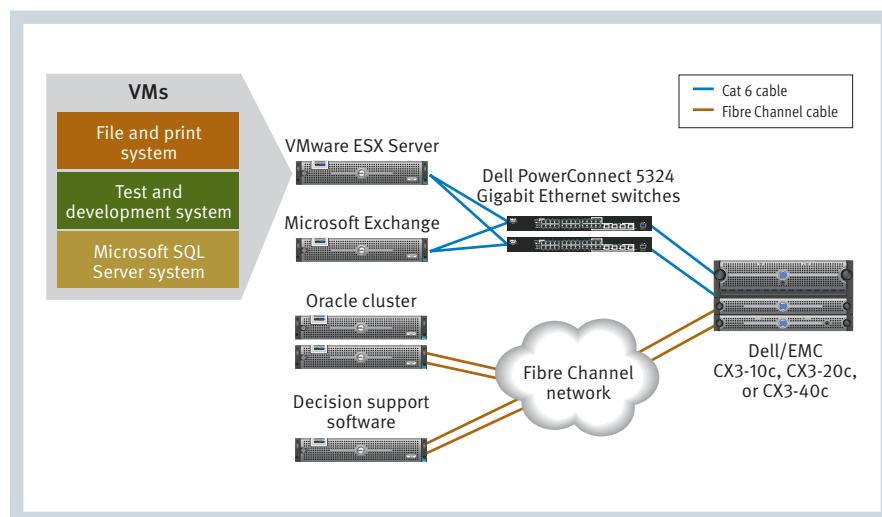 VMs
File and print
system
Test and
development system
Microsoft SQL
Server system
VMware ESX Server
Microsoft Exchange
Oracle cluster
Decision support
software
Dell PowerConnect 5324
Gigabit Ethernet switches
Cat 6 cable
Fibre Channel cable
Fibre Channel
network
Dell/EMC
CX3-10c, CX3-20c,
or CX3-40c